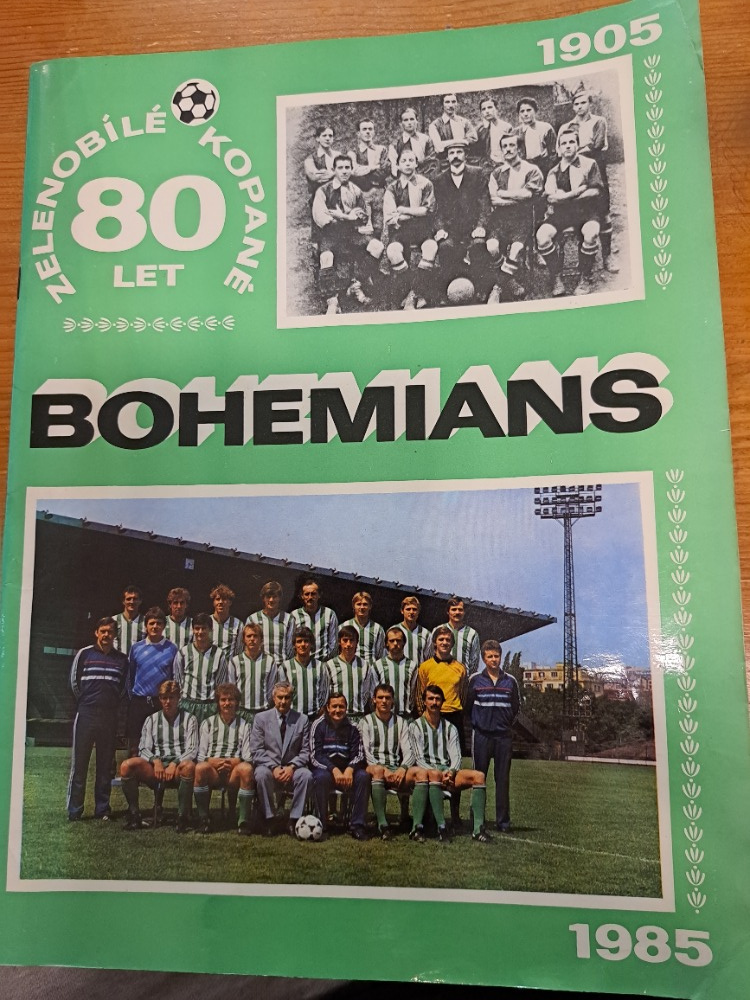 1905
ZELENOBÍLÉ KOPANÉ
80
LET
BOHEMIANS
1985